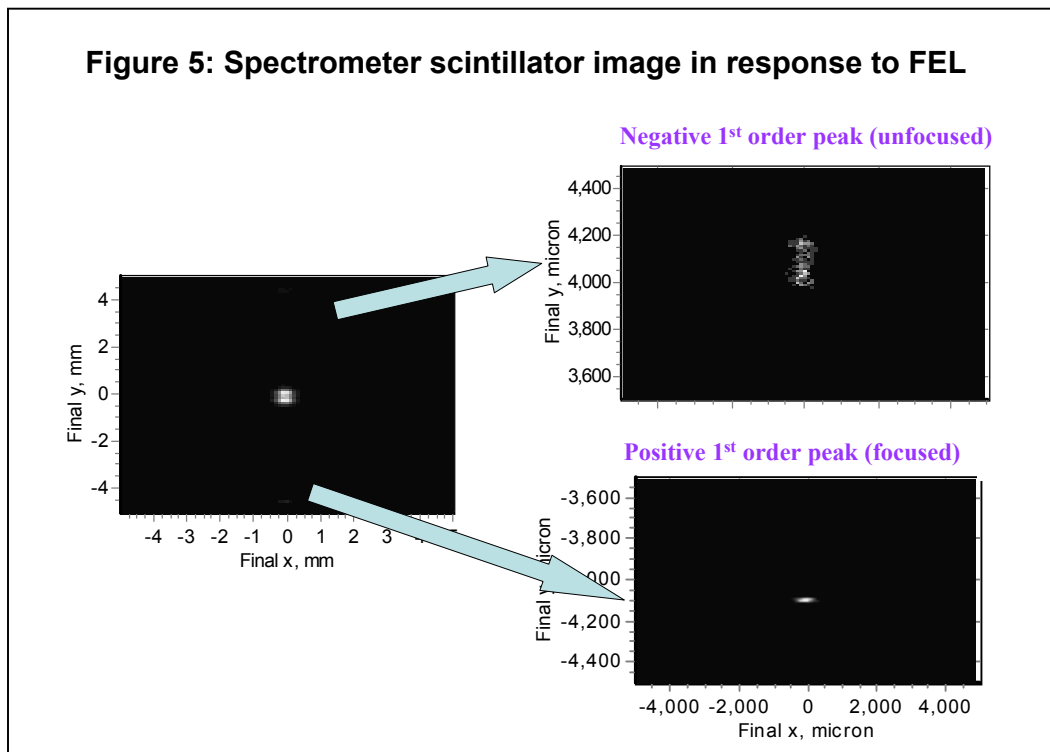 Figure 5: Spectrometer scintillator image in response to FEL
Negative 1st order peak (unfocused)
4,400
4,200
4,000
3,800
3,600
Final y, micron
4
2
0
-2
-4
Final y, mm
-4 -3 -2 -1 0 1 2 3
Final x, mm
Positive 1st order peak (focused)
-3,600
-3,800
-4,200
-4,400
Final y, micron
-4,000 -2,000 0 2,000 4,000
Final x, micron